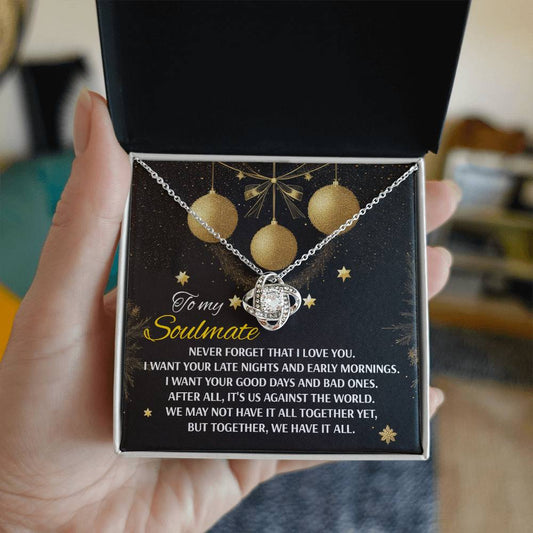 To my
Soulmate
NEVER FORGET THAT I LOVE YOU.
I WANT YOUR LATE NIGHTS AND EARLY MORNINGS.
I WANT YOUR GOOD DAYS AND BAD ONES.
AFTER ALL, IT'S US AGAINST THE WORLD.
WE MAY NOT HAVE IT ALL TOGETHER YET,
BUT TOGETHER, WE HAVE IT ALL.